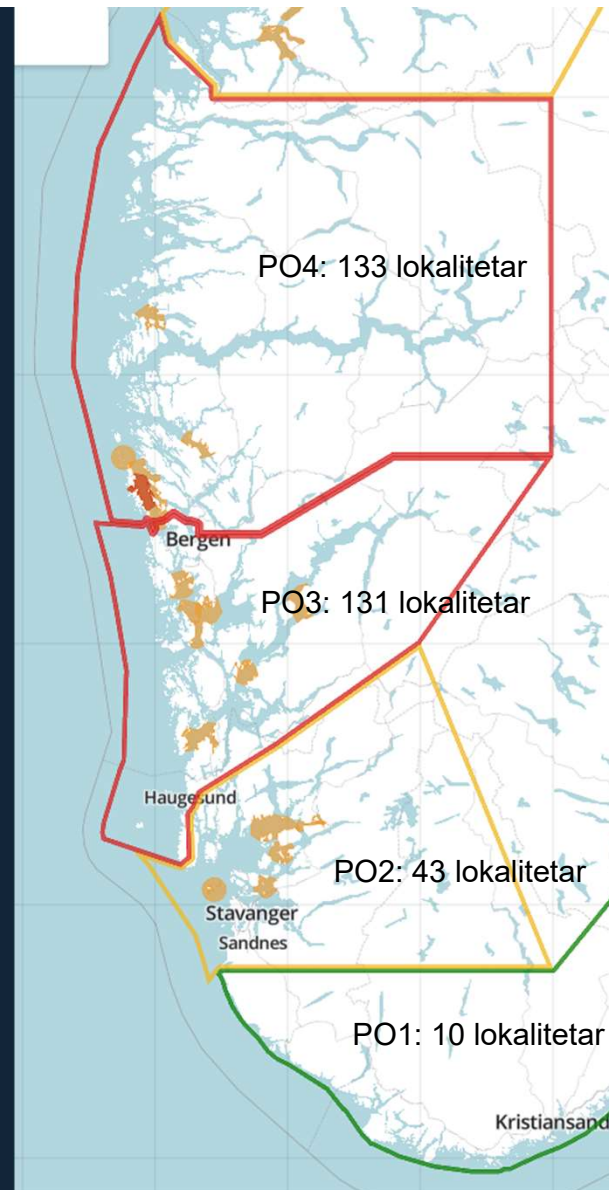 PO4: 133 lokalitetar
Bergen
PO3: 131 lokalitetar
Haugesund
PO2: 43 lokalitetar
Stavanger
Sandnes
PO1: 10 lokalitetar
Kristiansand